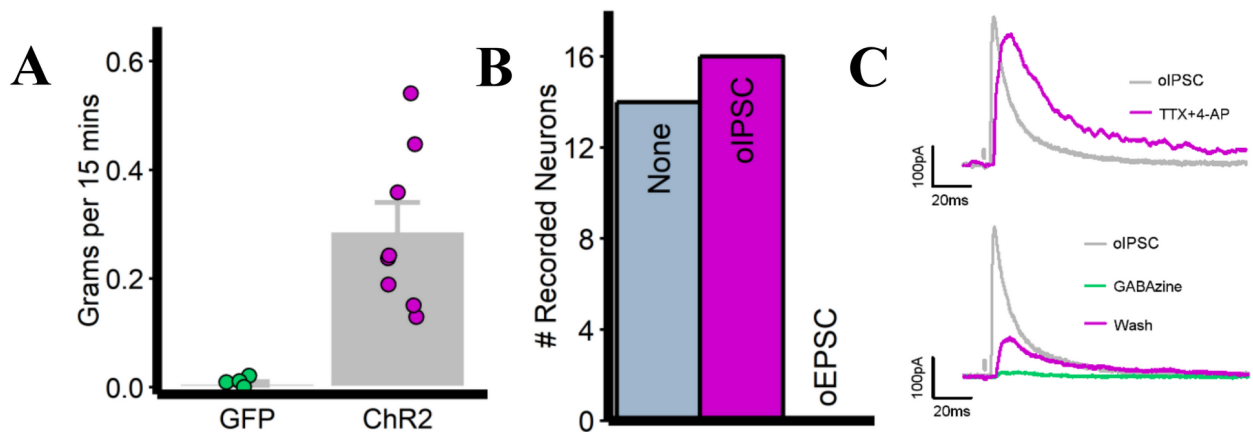 A
Grams per 15 mins
0.6
0.4
0.2
0.0
GFP
ChR2
B
# Recorded Neurons
16
12
8
4
0
None
oIPSC
oEPSC
C
oIPSC
TTX+4-AP
100pA
20ms
oIPSC
GABAzine
Wash
100pA
20ms